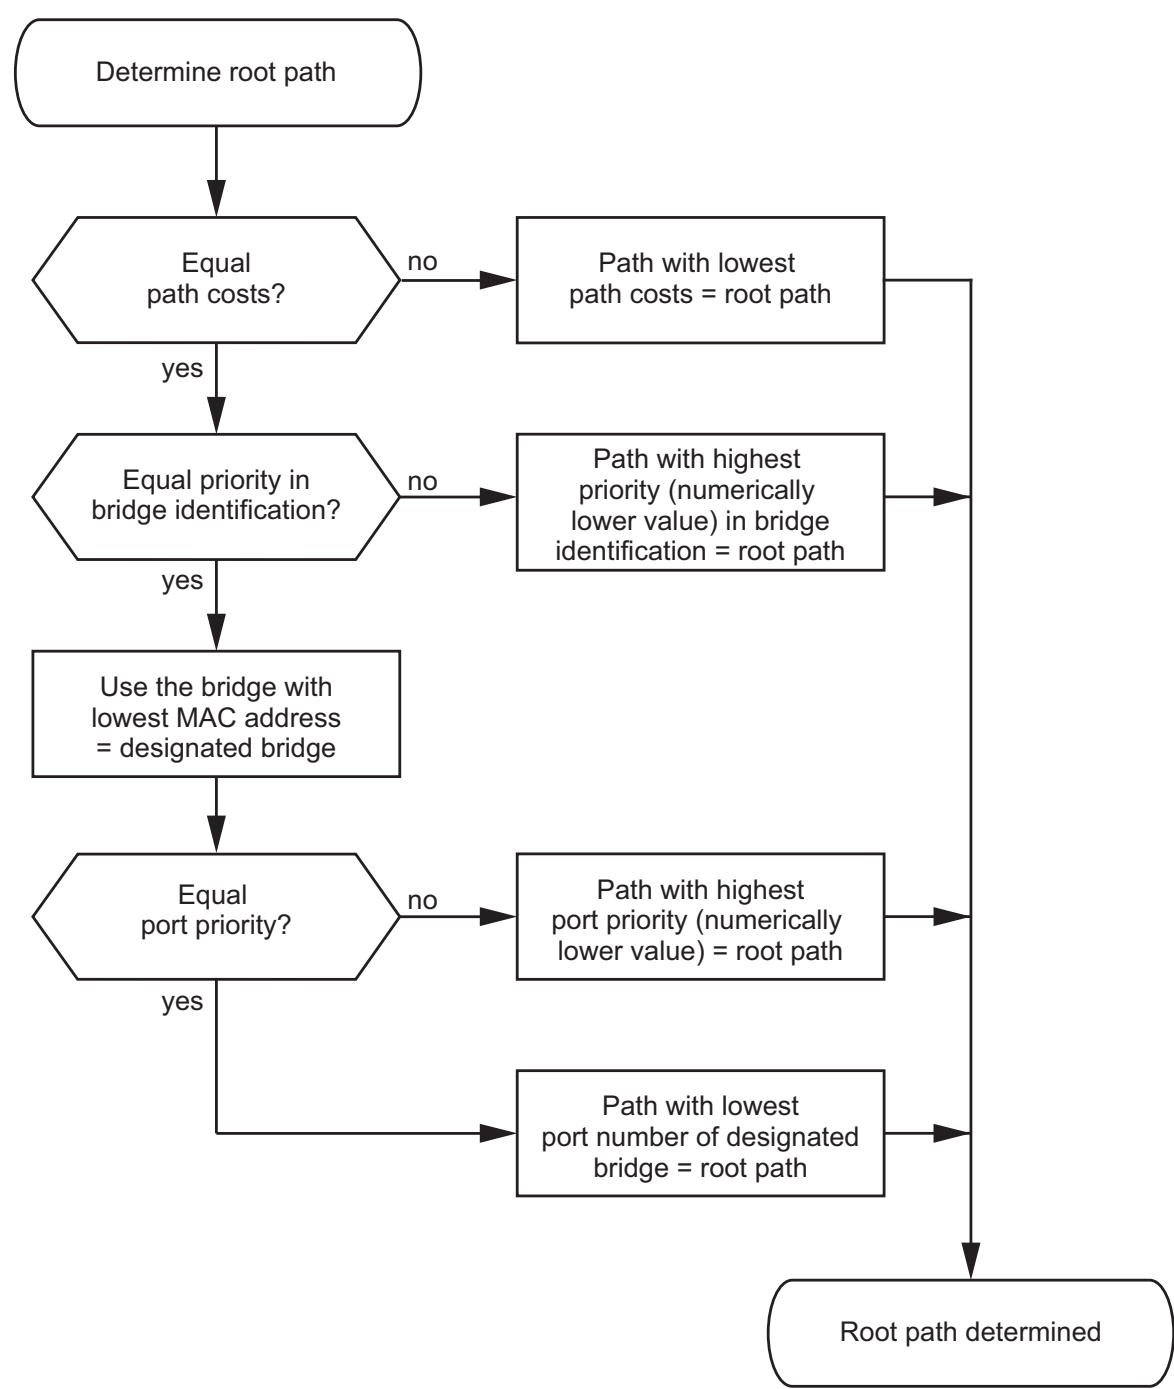 Determine root path
Equal
path costs?
no
Path with lowest
path costs = root path
yes
Equal priority in
bridge identification?
no
Path with highest
priority (numerically
lower value) in bridge
identification = root path
yes
Use the bridge with
lowest MAC address
= designated bridge
Equal
port priority?
no
Path with highest
port priority (numerically
lower value) = root path
yes
Path with lowest
port number of designated
bridge = root path
Root path determined